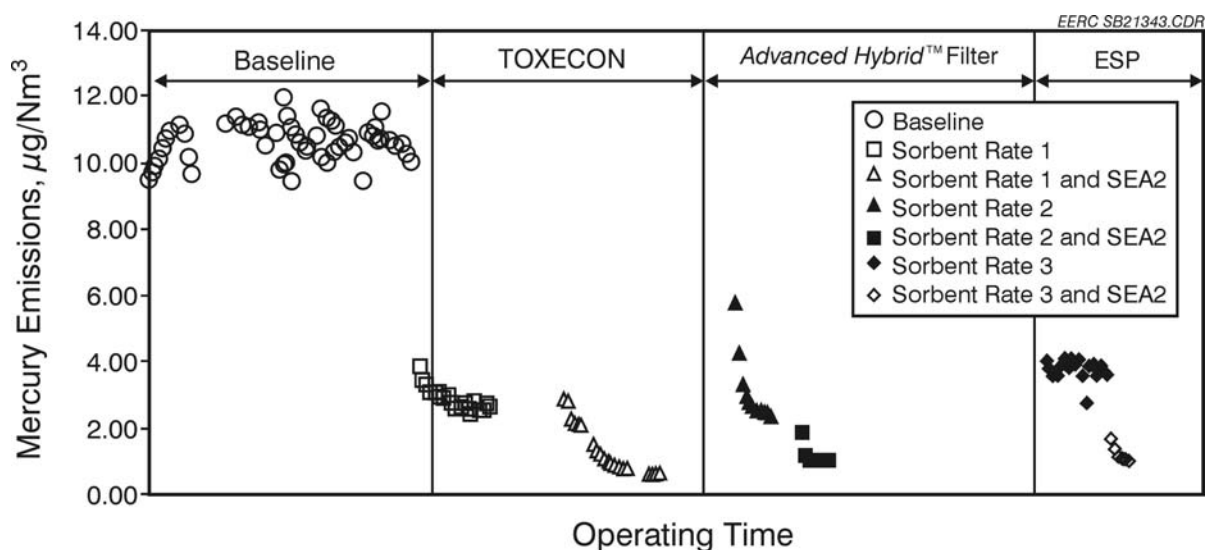 EERC SB21343.CDR
14.00
12.00
10.00
8.00
6.00
4.00
2.00
0.00
Mercury Emissions, µg/Nm³
Baseline
TOXECON
Advanced Hybrid™ Filter
ESP
Baseline
Sorbent Rate 1
Sorbent Rate 1 and SEA2
Sorbent Rate 2
Sorbent Rate 2 and SEA2
Sorbent Rate 3
Sorbent Rate 3 and SEA2
Operating Time